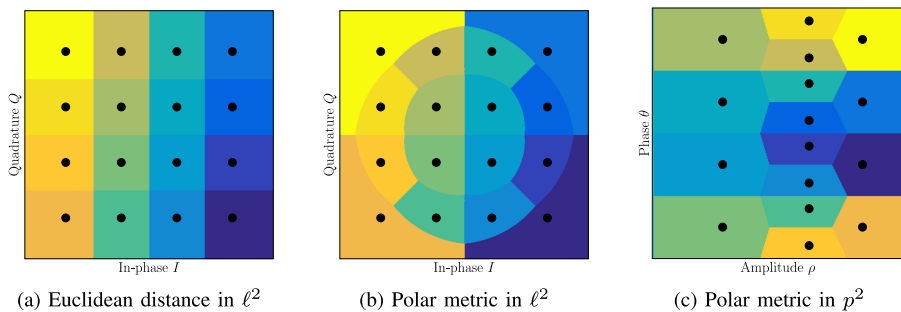 Quadrature Q
In-phase I
(a) Euclidean distance in ℓ²
Quadrature Q
In-phase I
(b) Polar metric in ℓ²
Phase θ
Amplitude ρ
(c) Polar metric in p²